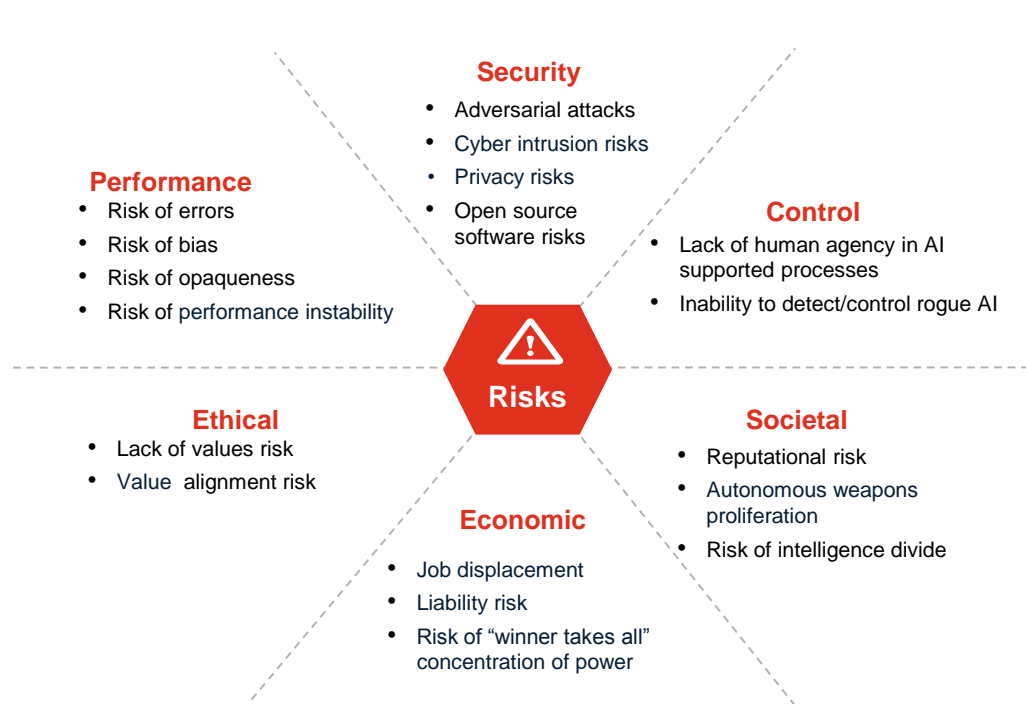 Security
• Adversarial attacks
• Cyber intrusion risks
• Privacy risks
• Open source
software risks
Performance
• Risk of errors
• Risk of bias
• Risk of opaqueness
• Risk of performance instability
Control
• Lack of human agency in AI
supported processes
• Inability to detect/control rogue AI
Risks
Ethical
• Lack of values risk
• Value alignment risk
Societal
• Reputational risk
• Autonomous weapons
proliferation
• Risk of intelligence divide
Economic
• Job displacement
• Liability risk
• Risk of “winner takes all”
concentration of power